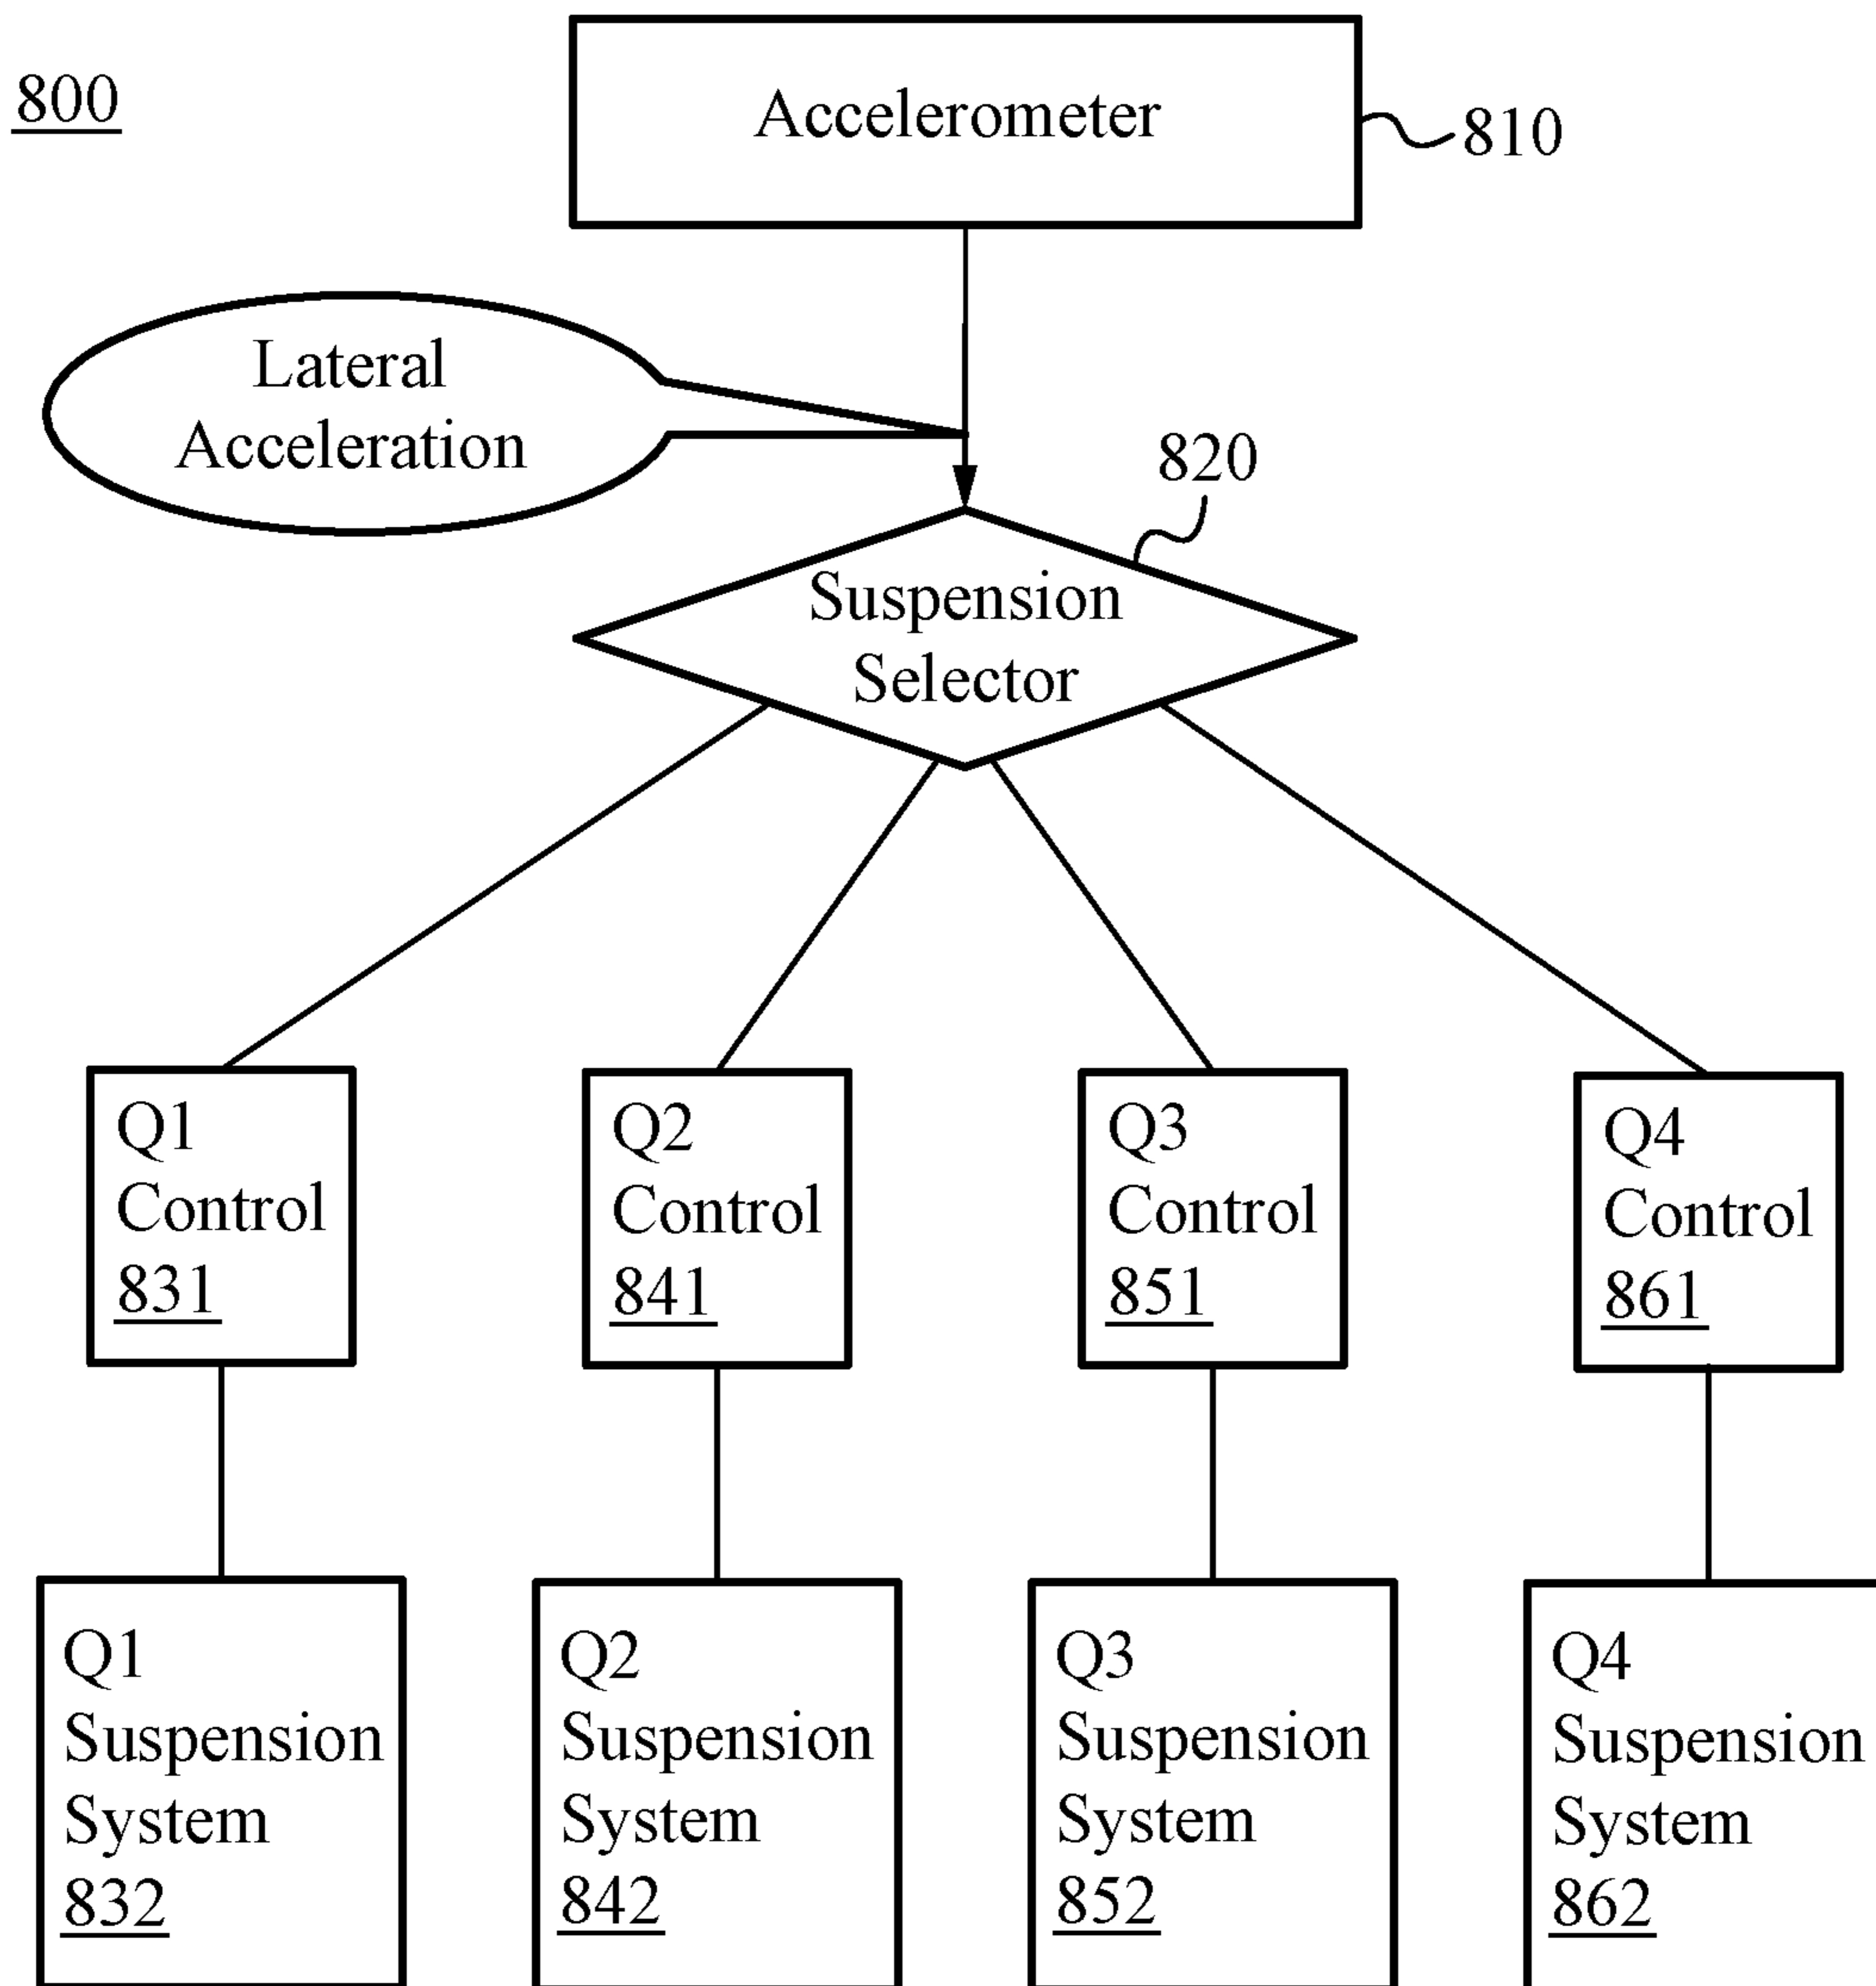 800
Accelerometer
810
Lateral
Acceleration
820
Suspension
Selector
Q1
Control
831
Q2
Control
841
Q3
Control
851
Q4
Control
861
Q1
Suspension
System
832
Q2
Suspension
System
842
Q3
Suspension
System
852
Q4
Suspension
System
862